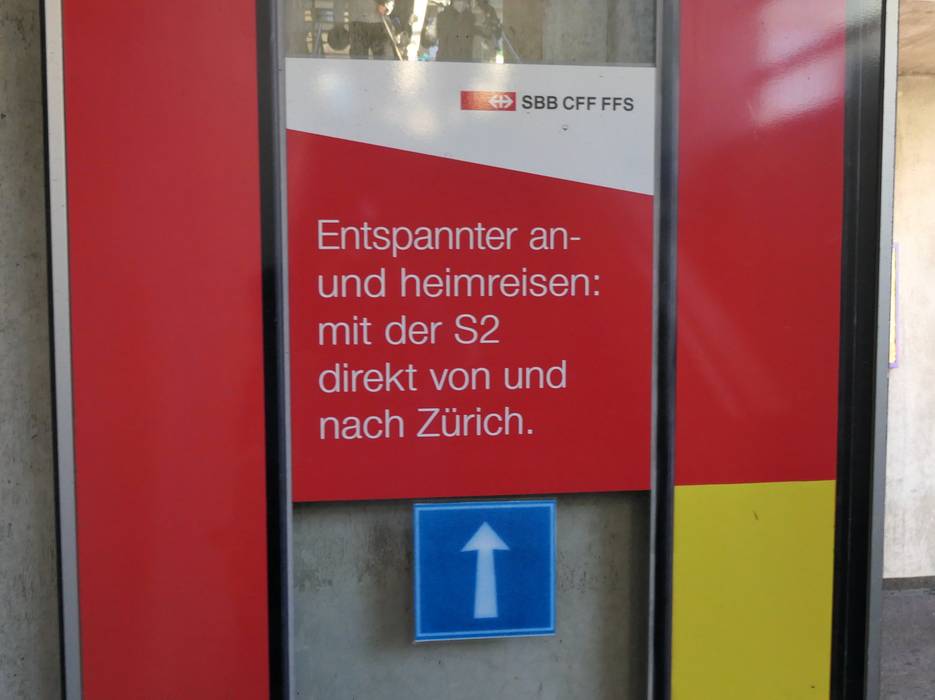 SBB CFF FFS
Entspannter an-
und heimreisen:
mit der S2
direkt von und
nach Zürich.